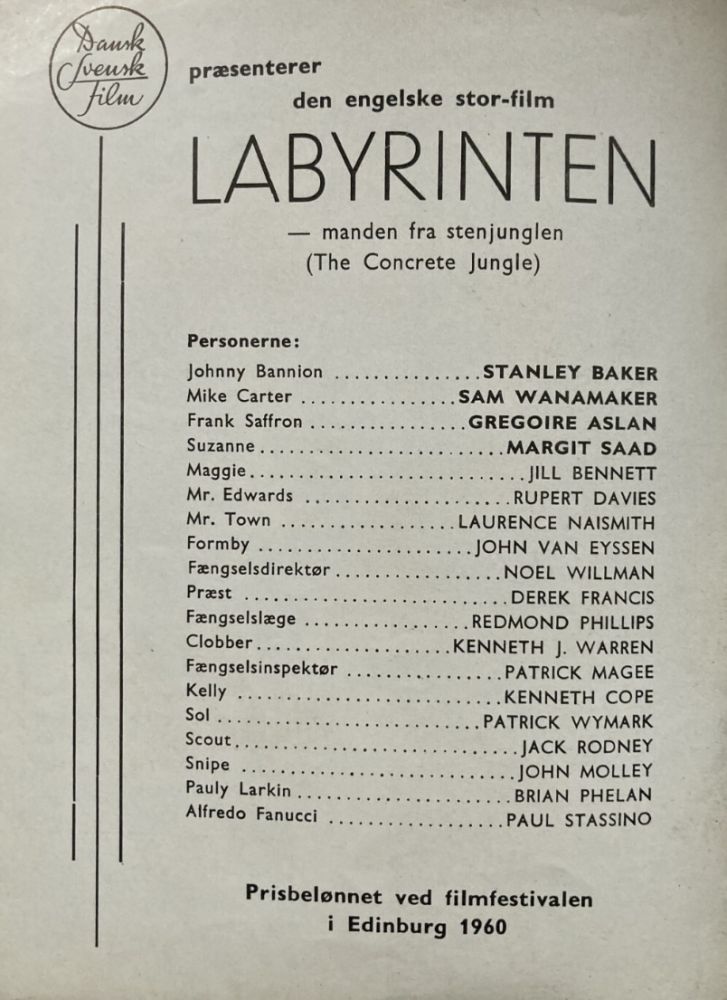 Dansk
Svensk
film
præsenterer
den engelske stor-film
LABYRINTEN
— manden fra stenjunglen
(The Concrete Jungle)
Personerne:
Johnny Bannion ............... STANLEY BAKER
Mike Carter ................ SAM WANAMAKER
Frank Saffron ................ GREGOIRE ASLAN
Suzanne ........................ MARGIT SAAD
Maggie ........................... JILL BENNETT
Mr. Edwards .................... RUPERT DAVIES
Mr. Town ................. LAURENCE NAISMITH
Formby ..................... JOHN VAN EYSSEN
Fængselsdirektør ................ NOEL WILLMAN
Præst .......................... DEREK FRANCIS
Fængselslæge ................ REDMOND PHILLIPS
Clobber ................... KENNETH J. WARREN
Fængselsinspektør ............... PATRICK MAGEE
Kelly .......................... KENNETH COPE
Sol .......................... PATRICK WYMARK
Scout ............................ JACK RODNEY
Snipe ........................... JOHN MOLLEY
Pauly Larkin ..................... BRIAN PHELAN
Alfredo Fanucci ................. PAUL STASSINO
Prisbelønnet ved filmfestivalen
i Edinburg 1960